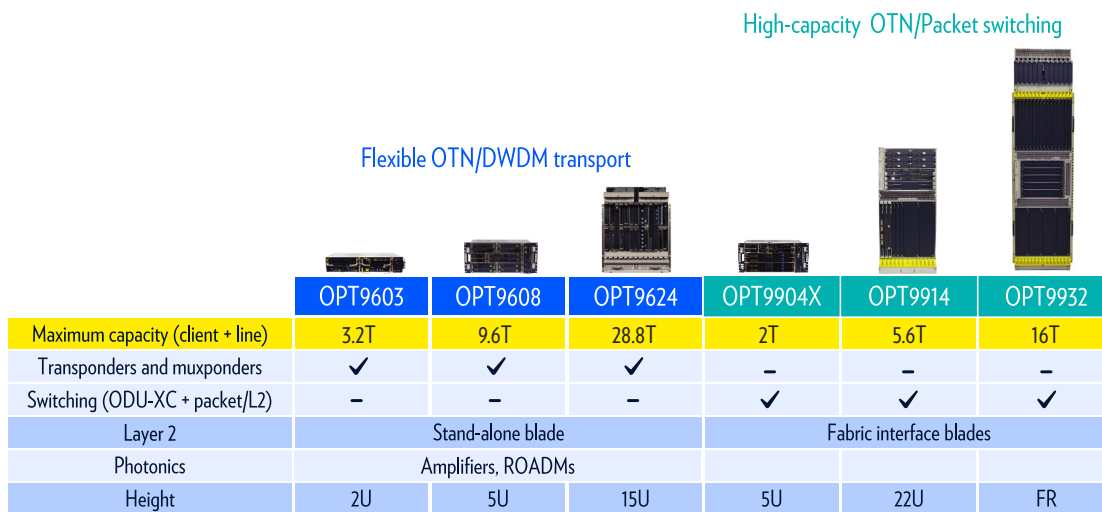 High-capacity OTN/Packet switching
Flexible OTN/DWDM transport
OPT9603 OPT9608 OPT9624 OPT9904X OPT9914 OPT9932
Maximum capacity (client + line) 3.2T 9.6T 28.8T 2T 5.6T 16T
Transponders and muxponders ✓ ✓ ✓ – – –
Switching (ODU-XC + packet/L2) – – – ✓ ✓ ✓
Layer 2 Stand-alone blade Fabric interface blades
Photonics Amplifiers, ROADMs
Height 2U 5U 15U 5U 22U FR